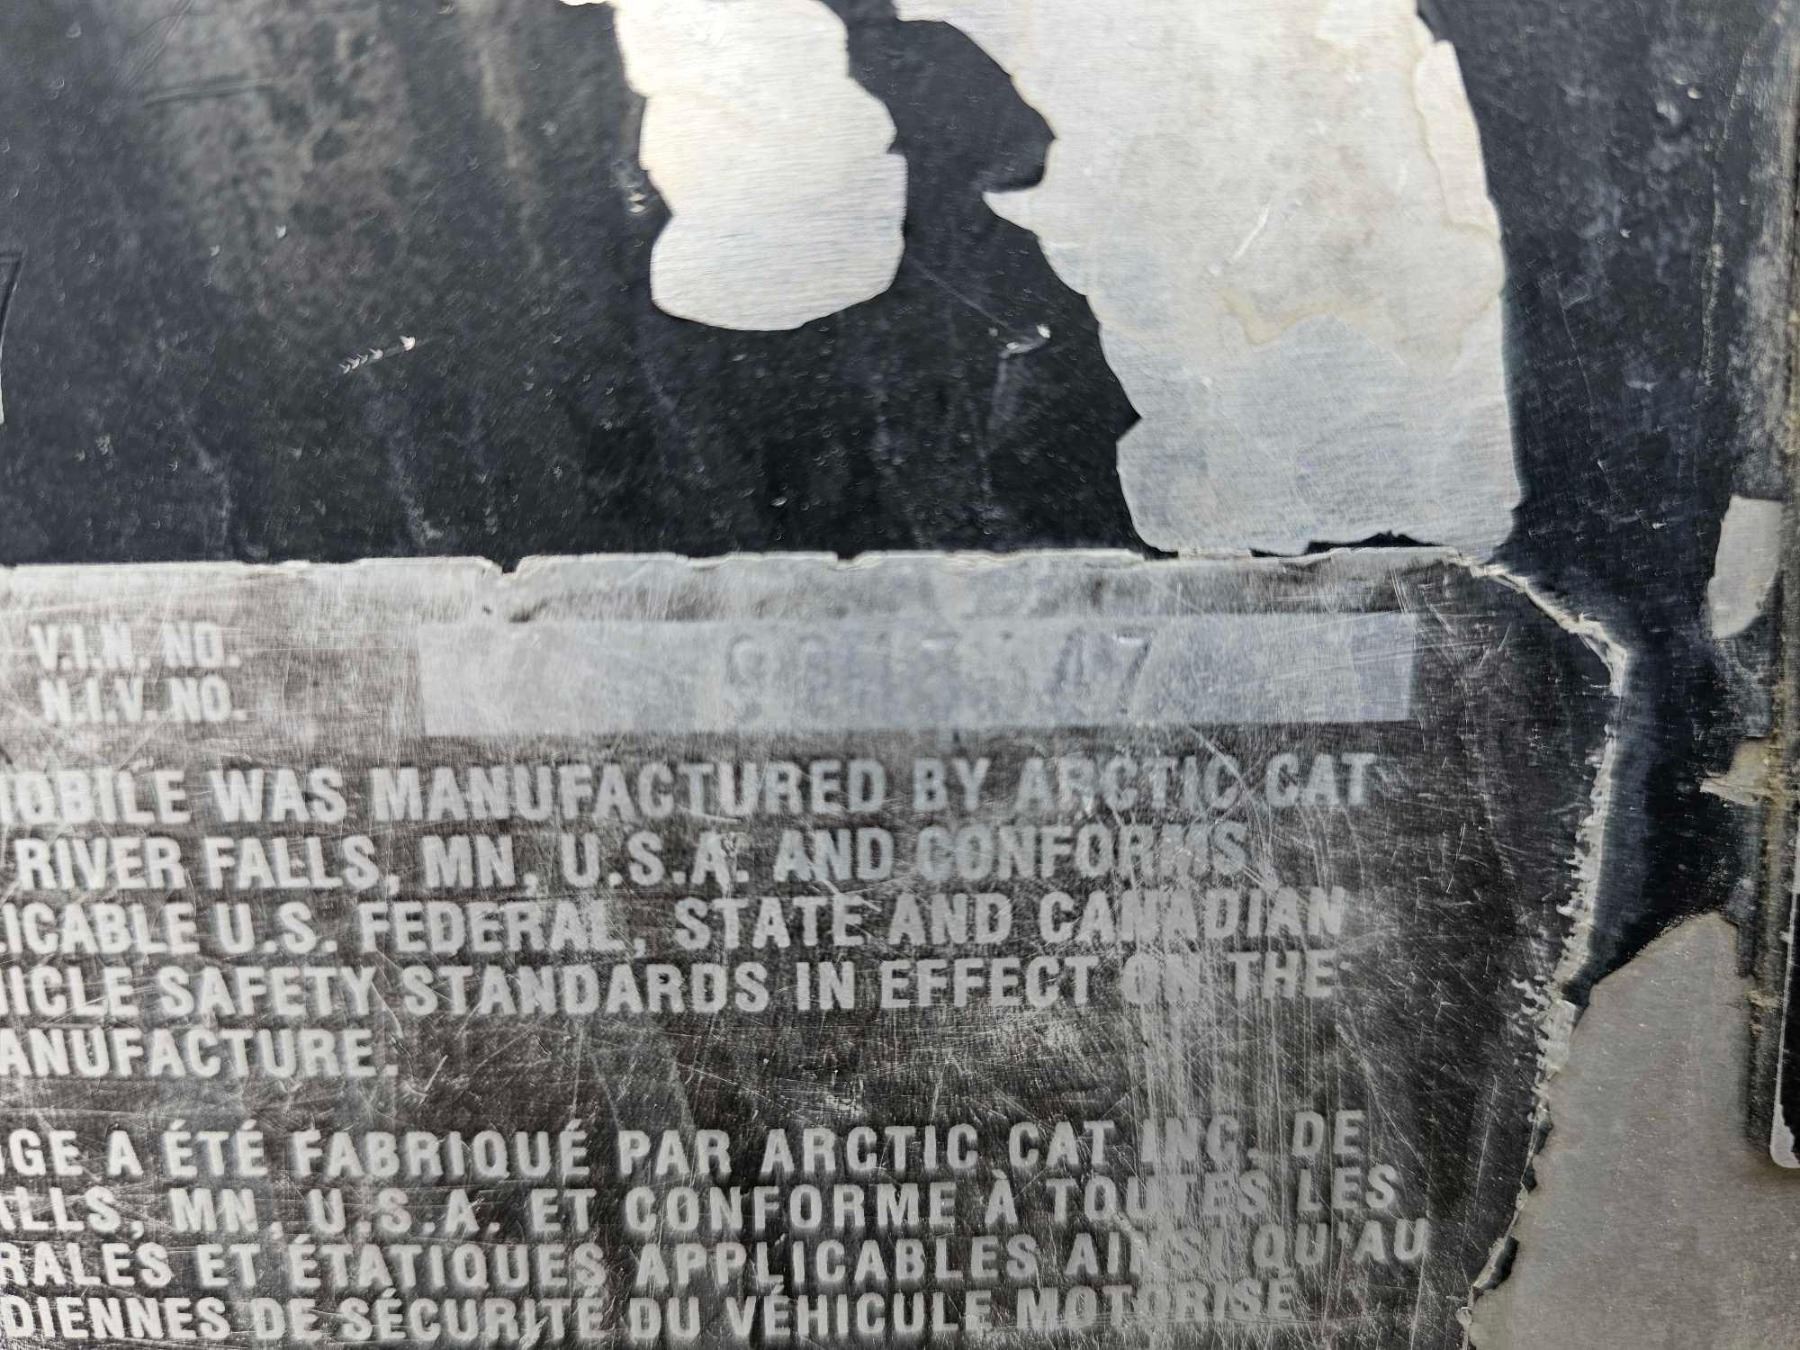 V.I.N. NO.
N.I.V. NO.
MOBILE WAS MANUFACTURED BY ARCTIC CAT
RIVER FALLS, MN, U.S.A. AND CONFORMS
LICABLE U.S. FEDERAL, STATE AND CANADIAN
HICLE SAFETY STANDARDS IN EFFECT ON THE
ANUFACTURE.
IGE A ÉTÉ FABRIQUÉ PAR ARCTIC CAT INC. DE
ALLS, MN, U.S.A. ET CONFORME À TOUTES LES
RALES ET ÉTATIQUES APPLICABLES AINSI QU'AU
DIENNES DE SÉCURITÉ DU VÉHICULE MOTORISÉ